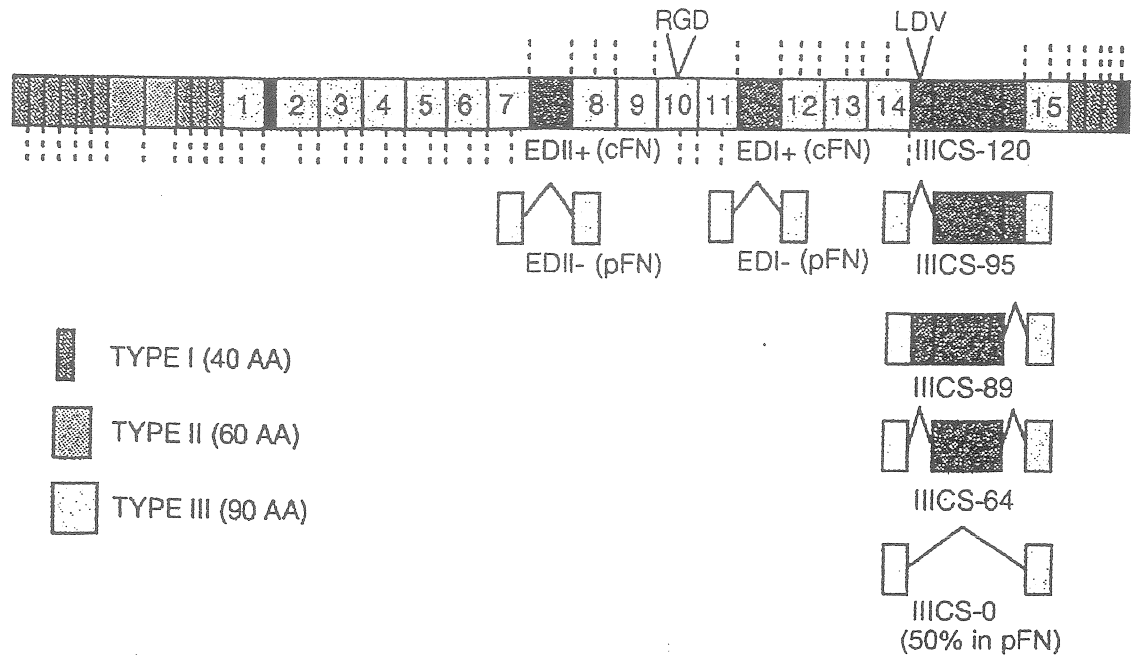 RGD LDV
1 2 3 4 5 6 7 8 9 10 11 12 13 14 15
EDII+ (cFN) EDI+ (cFN) IIICS-120
EDII- (pFN) EDI- (pFN) IIICS-95
TYPE I (40 AA)
IIICS-89
TYPE II (60 AA)
IIICS-64
TYPE III (90 AA)
IIICS-0
(50% in pFN)